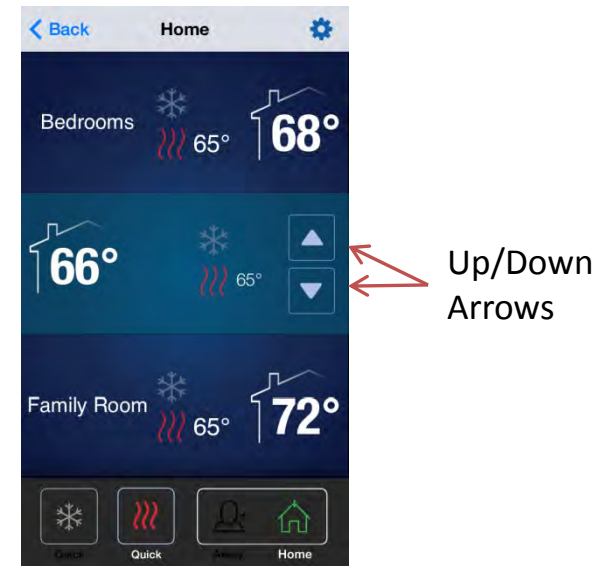 Back Home
Bedrooms 65° 68°
66° 65°
Up/Down
Arrows
Family Room 65° 72°
Quick Quick Away Home